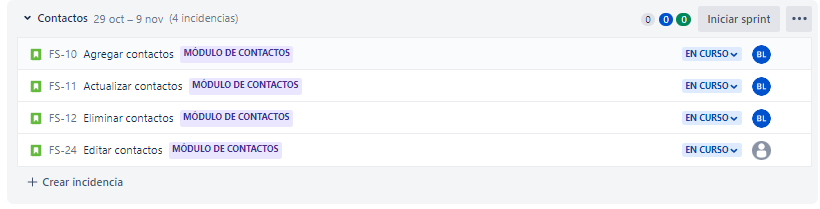 Contactos 29 oct – 9 nov (4 incidencias) 0 0 0 Iniciar sprint
FS-10 Agregar contactos MÓDULO DE CONTACTOS EN CURSO BL
FS-11 Actualizar contactos MÓDULO DE CONTACTOS EN CURSO BL
FS-12 Eliminar contactos MÓDULO DE CONTACTOS EN CURSO BL
FS-24 Editar contactos MÓDULO DE CONTACTOS EN CURSO
+ Crear incidencia